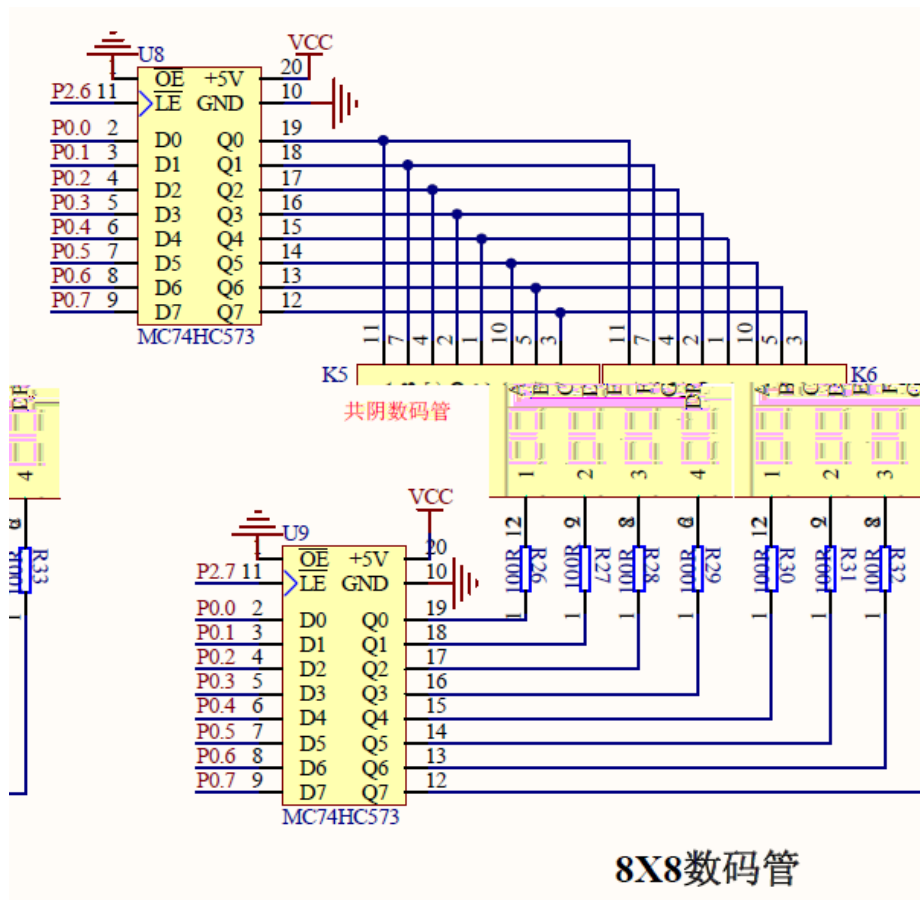 U8
VCC
1
OE +5V 20
P2.6 11 LE GND 10
P0.0 2 D0 Q0 19
P0.1 3 D1 Q1 18
P0.2 4 D2 Q2 17
P0.3 5 D3 Q3 16
P0.4 6 D4 Q4 15
P0.5 7 D5 Q5 14
P0.6 8 D6 Q6 13
P0.7 9 D7 Q7 12
MC74HC573
11 7 4 2 1 10 5 3
11 7 4 2 1 10 5 3
K5
K6
共阴数码管
1 2 3 4
1 2 3
4
12 9 8 6
12 9 8
R26 R27 R28 R29 R30 R31 R32
R33
1 1 1 1 1 1 1
VCC
U9
1
OE +5V 20
P2.7 11 LE GND 10
P0.0 2 D0 Q0 19
P0.1 3 D1 Q1 18
P0.2 4 D2 Q2 17
P0.3 5 D3 Q3 16
P0.4 6 D4 Q4 15
P0.5 7 D5 Q5 14
P0.6 8 D6 Q6 13
P0.7 9 D7 Q7 12
MC74HC573
8X8数码管